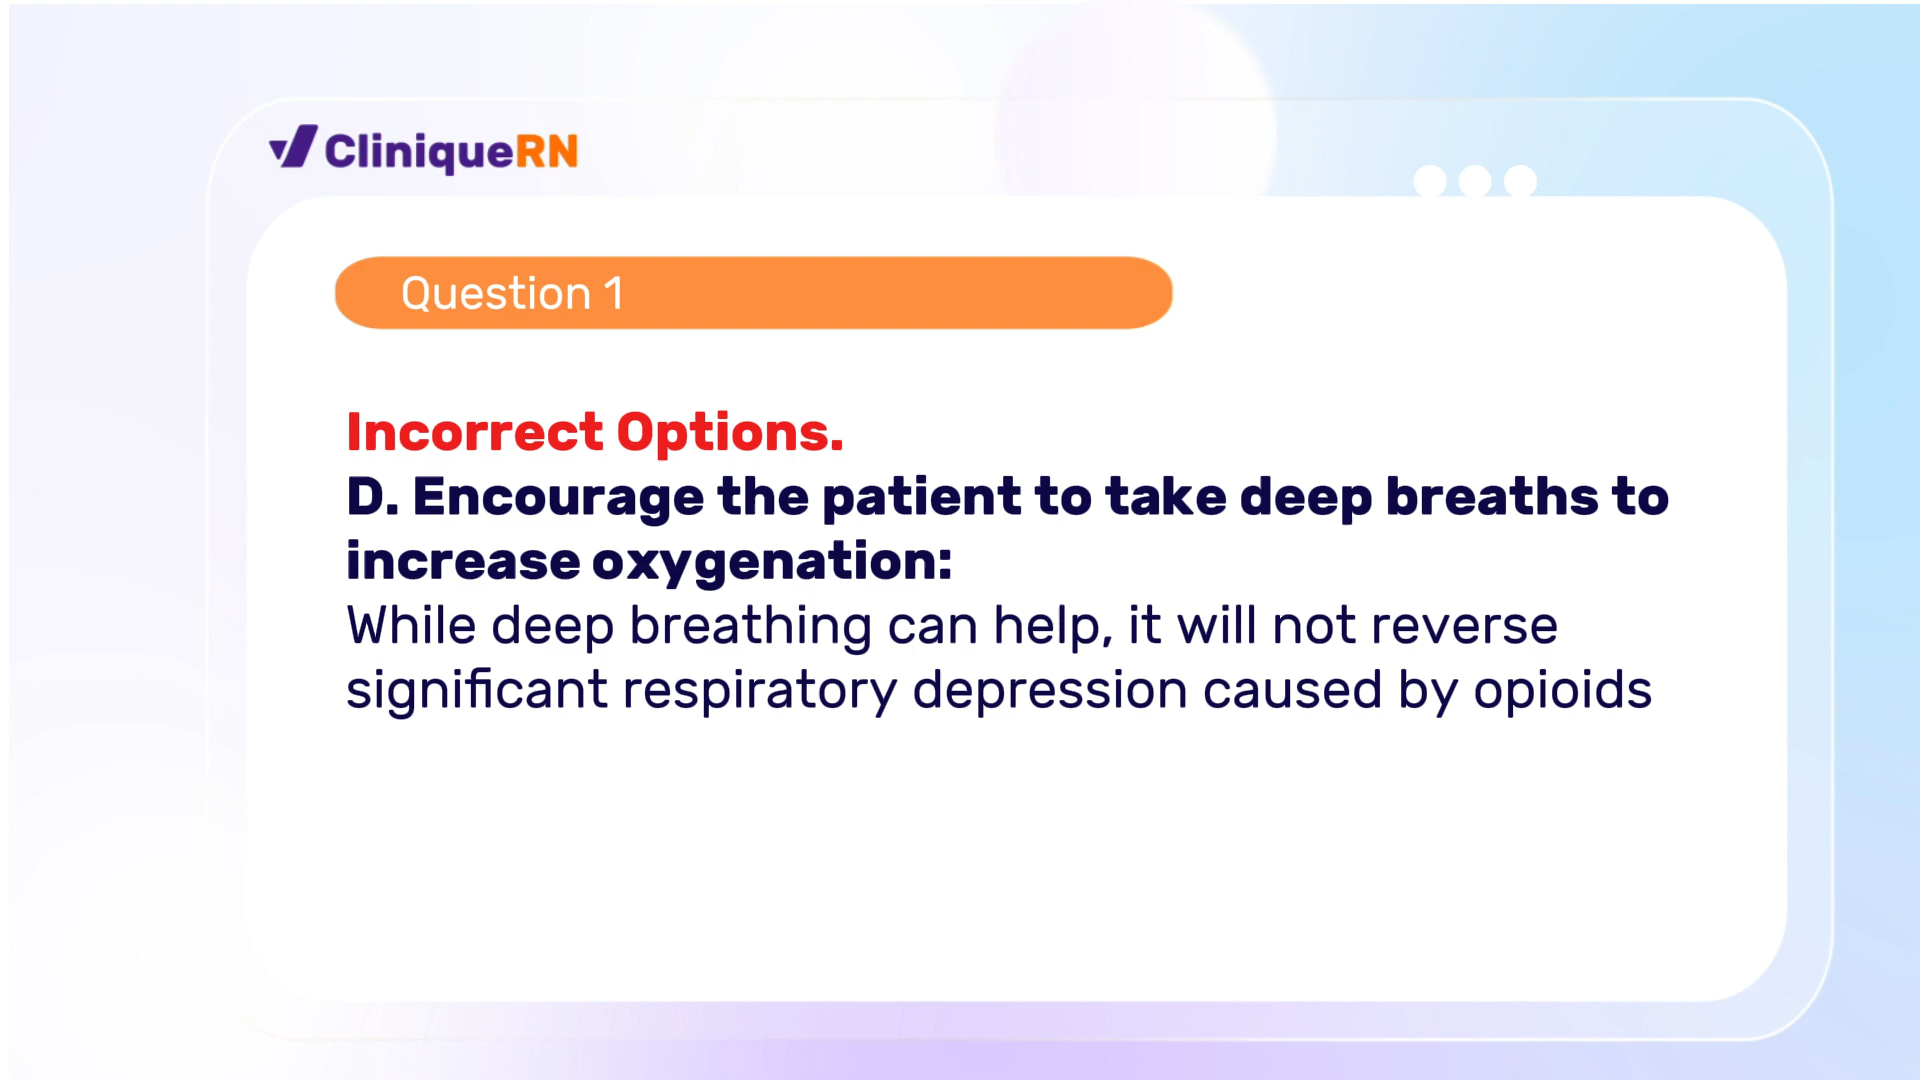 CliniqueRN
Question 1
Incorrect Options.
D. Encourage the patient to take deep breaths to
increase oxygenation:
While deep breathing can help, it will not reverse
significant respiratory depression caused by opioids